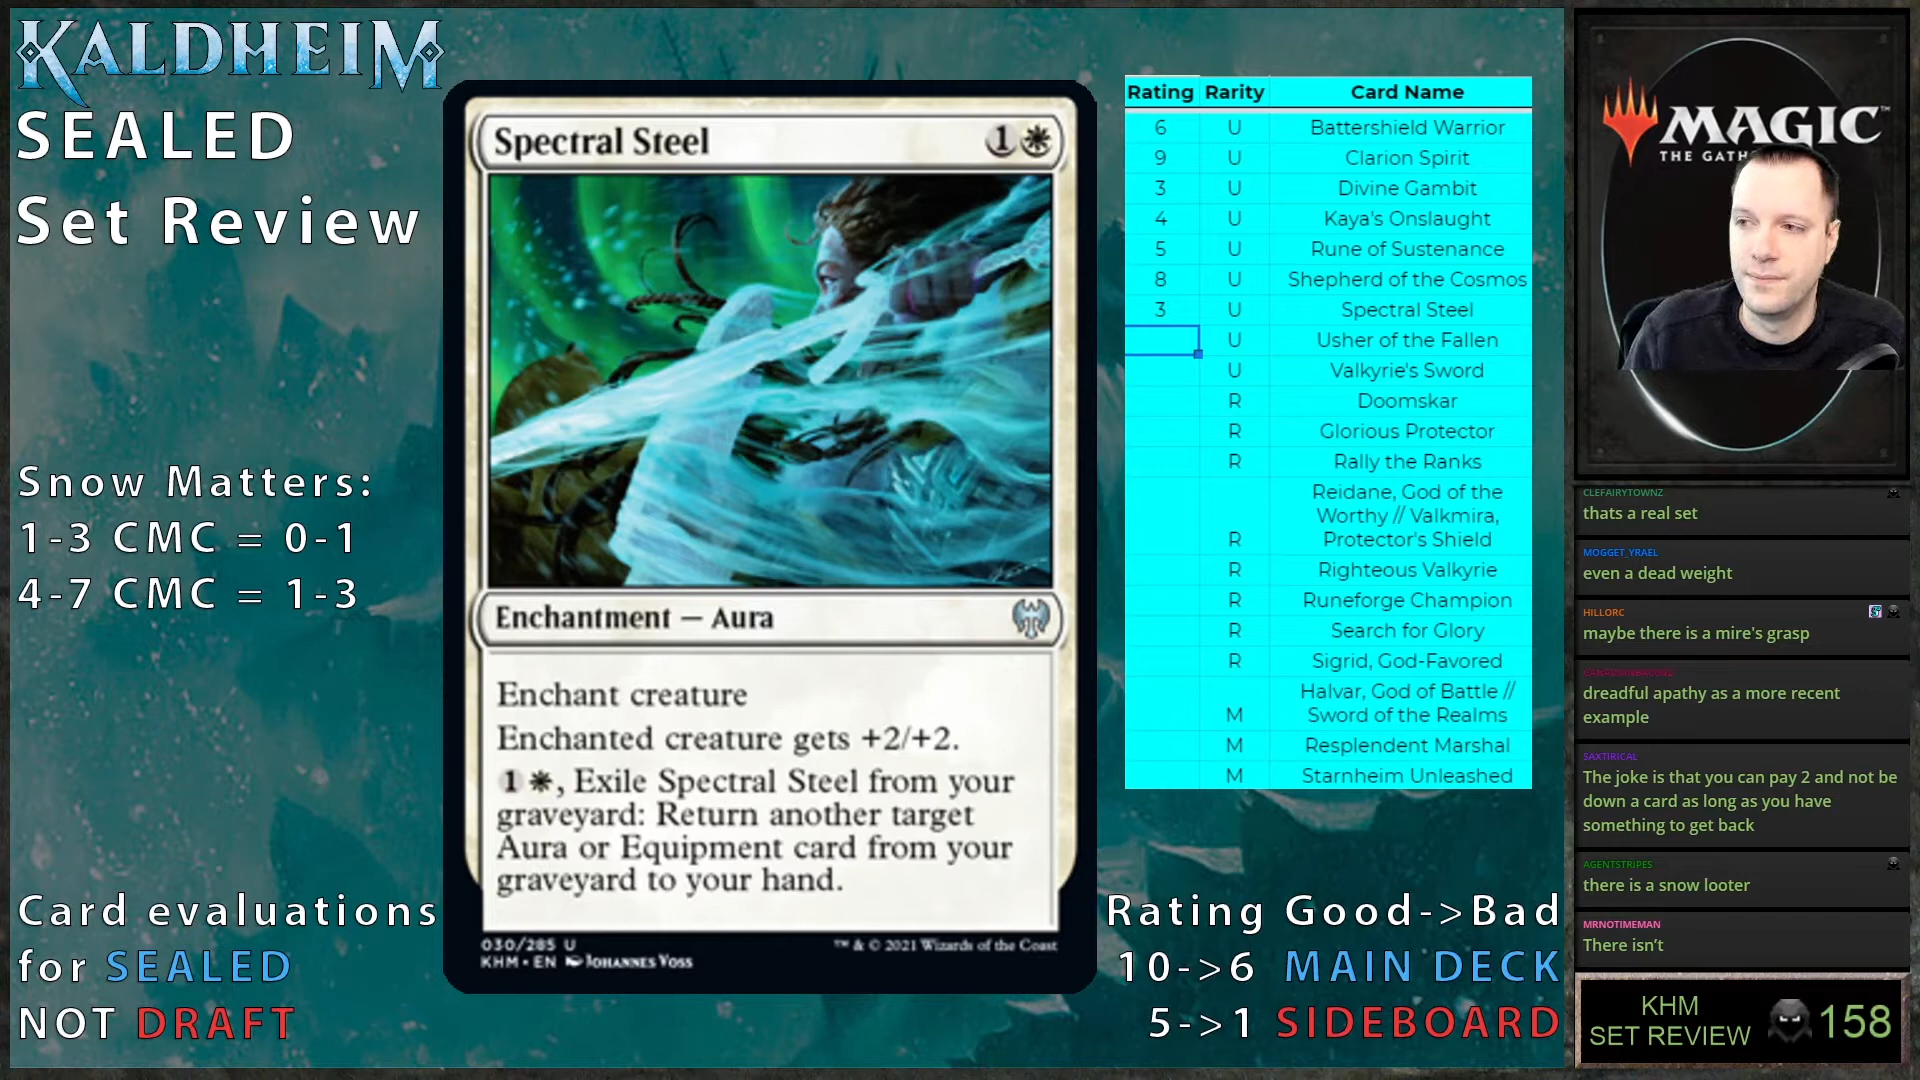 KALDHEIM
SEALED
Set Review
Snow Matters:
1-3 CMC = 0-1
4-7 CMC = 1-3
Card evaluations
for SEALED
NOT DRAFT
Spectral Steel 1
Enchantment — Aura
Enchant creature
Enchanted creature gets +2/+2.
1 , Exile Spectral Steel from your
graveyard: Return another target
Aura or Equipment card from your
graveyard to your hand.
030/285 U
KHM • EN Johannes Voss
™ & © 2021 Wizards of the Coast
Rating Rarity Card Name
6 U Battershield Warrior
9 U Clarion Spirit
3 U Divine Gambit
4 U Kaya's Onslaught
5 U Rune of Sustenance
8 U Shepherd of the Cosmos
3 U Spectral Steel
U Usher of the Fallen
U Valkyrie's Sword
R Doomskar
R Glorious Protector
R Rally the Ranks
Reidane, God of the
Worthy // Valkmira,
R Protector's Shield
R Righteous Valkyrie
R Runeforge Champion
R Search for Glory
R Sigrid, God-Favored
Halvar, God of Battle //
M Sword of the Realms
M Resplendent Marshal
M Starnheim Unleashed
Rating Good->Bad
10->6 MAIN DECK
5->1 SIDEBOARD
MAGIC™
THE GATH
CLEFAIRYTOWNZ
thats a real set
MOGGET_YRAEL
even a dead weight
HILLORC
maybe there is a mire's grasp
dreadful apathy as a more recent
example
SAXTIRICAL
The joke is that you can pay 2 and not be
down a card as long as you have
something to get back
AGENTSTRIPES
there is a snow looter
MRNOTIMEMAN
There isn't
KHM
SET REVIEW 158